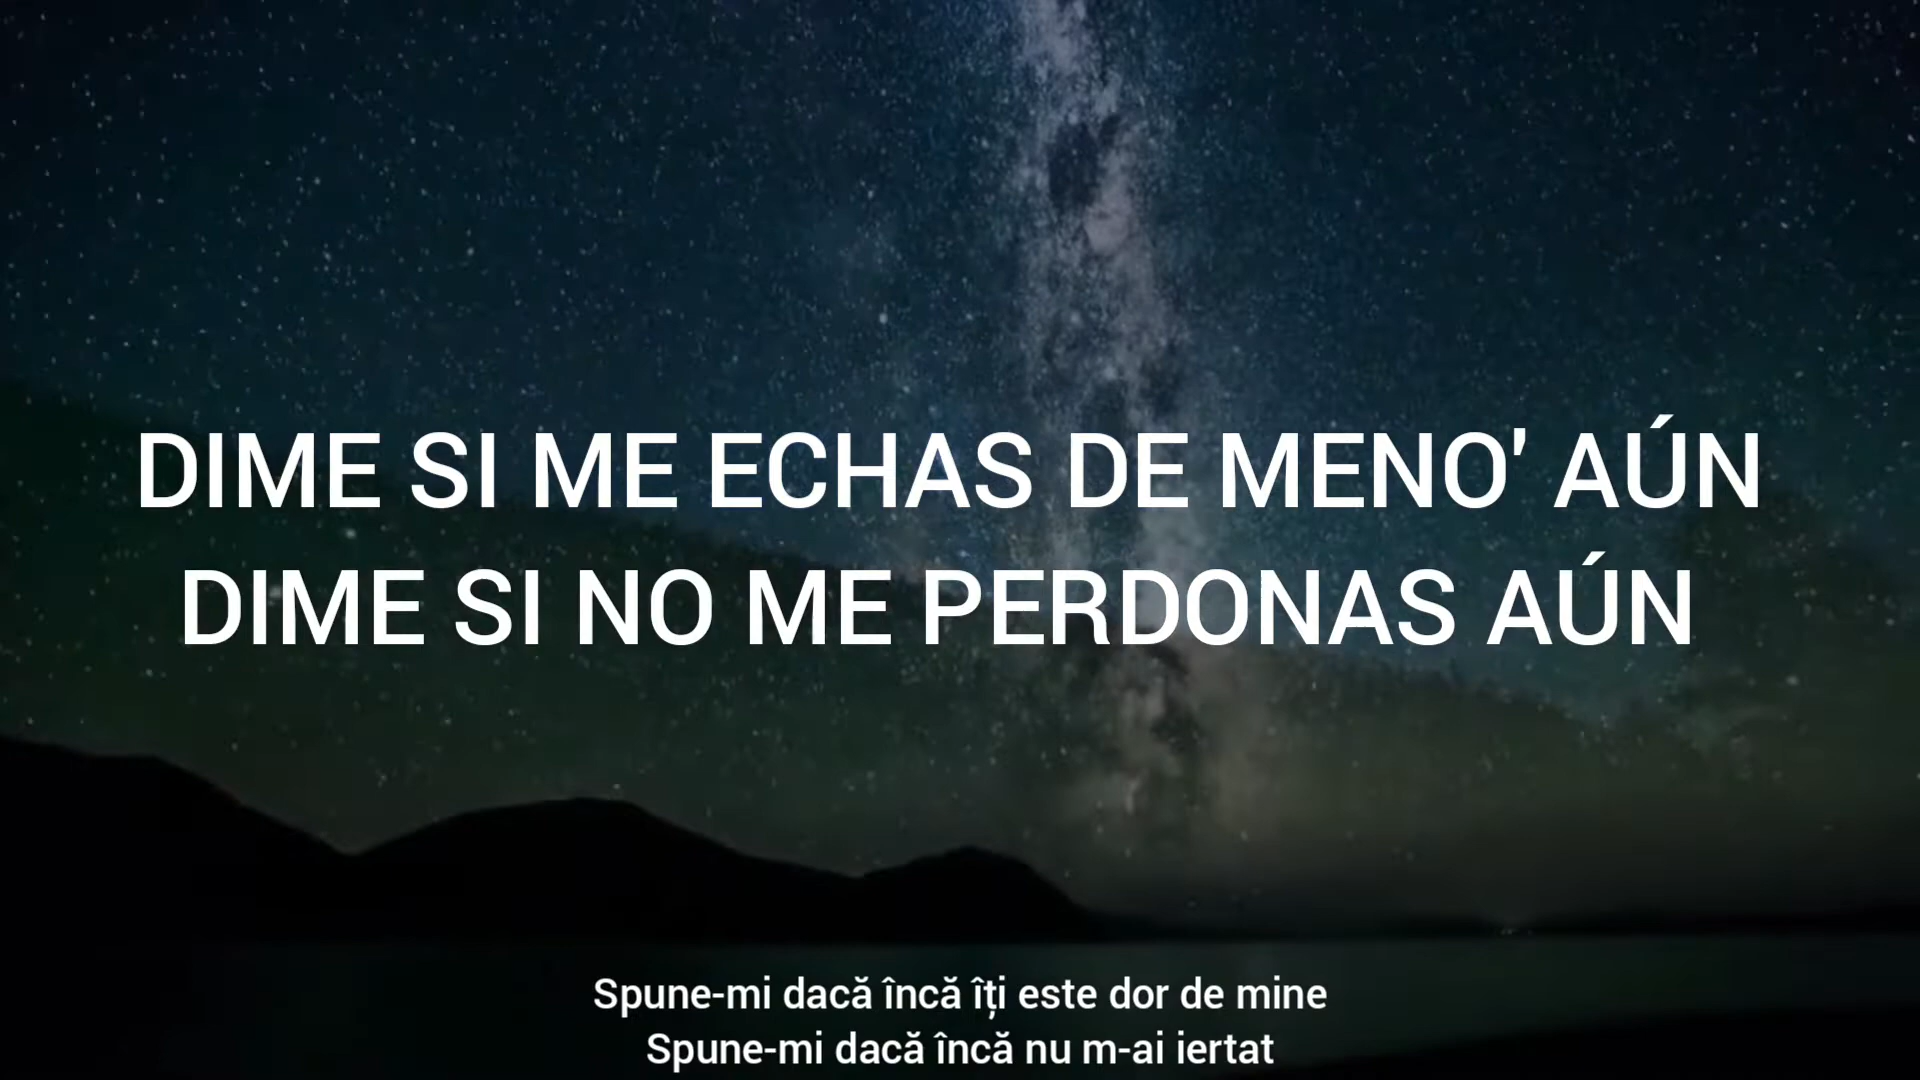 DIME SI ME ECHAS DE MENO' AÚN
DIME SI NO ME PERDONAS AÚN
Spune-mi dacă încă îți este dor de mine
Spune-mi dacă încă nu m-ai iertat